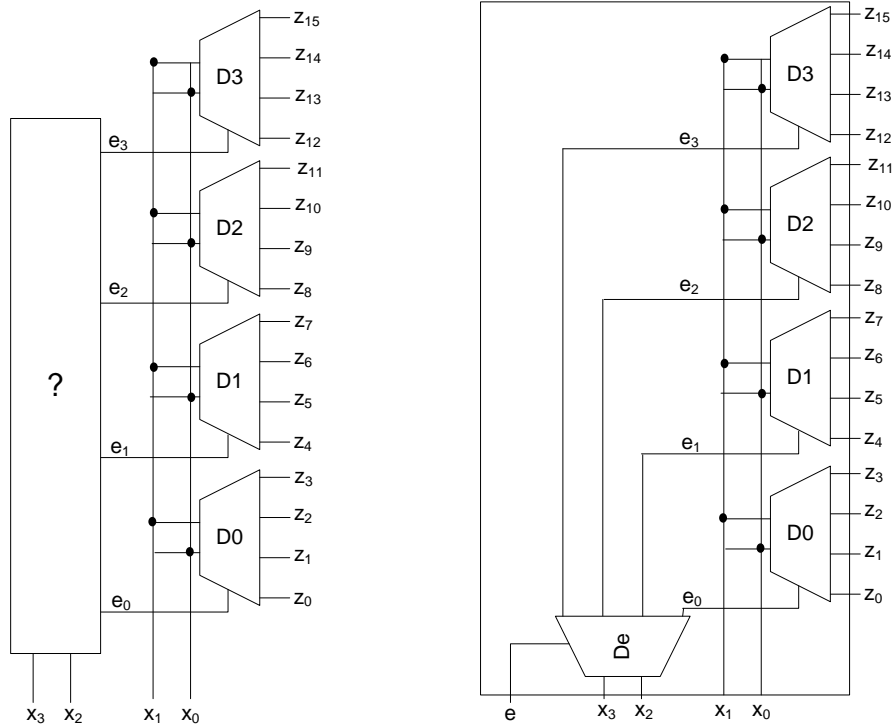 z₁₅
z₁₄
D3
z₁₃
z₁₂
e₃
z₁₁
z₁₀
D2
z₉
z₈
e₂
z₇
z₆
?
D1
z₅
z₄
e₁
z₃
z₂
D0
z₁
z₀
e₀
x₃ x₂ x₁ x₀
z₁₅
z₁₄
D3
z₁₃
z₁₂
e₃
z₁₁
z₁₀
D2
z₉
z₈
e₂
z₇
z₆
D1
z₅
z₄
e₁
z₃
z₂
D0
z₁
z₀
e₀
De
e x₃ x₂ x₁ x₀